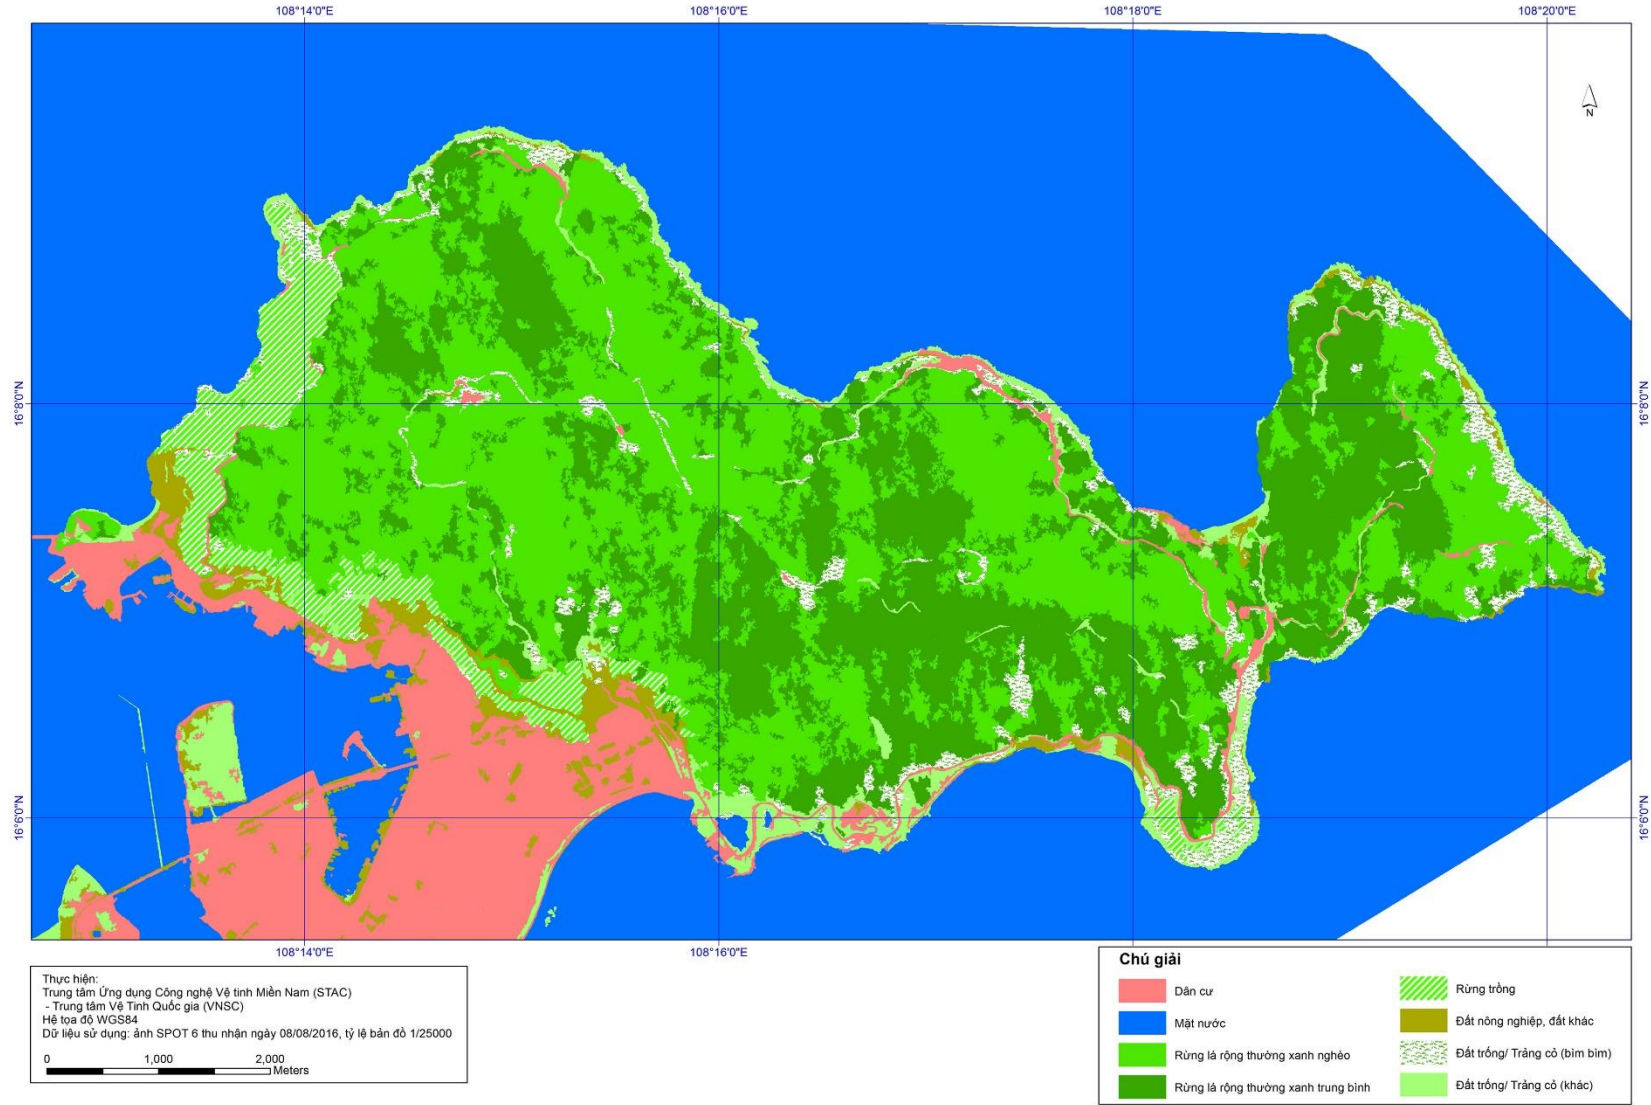 108°14'0"E
108°16'0"E
108°18'0"E
108°20'0"E
N
16°8'0"N
16°8'0"N
16°6'0"N
16°6'0"N
108°14'0"E
108°16'0"E
108°18'0"E
108°20'0"E
Thực hiện:
Trung tâm Ứng dụng Công nghệ Vệ tinh Miền Nam (STAC)
- Trung tâm Vệ Tinh Quốc gia (VNSC)
Hệ tọa độ WGS84
Dữ liệu sử dụng: ảnh SPOT 6 thu nhận ngày 08/08/2016, tỷ lệ bản đồ 1/25000
0 1,000 2,000
Meters
Chú giải
Dân cư
Mặt nước
Rừng lá rộng thường xanh nghèo
Rừng lá rộng thường xanh trung bình
Rừng trồng
Đất nông nghiệp, đất khác
Đất trống/ Trảng cỏ (bìm bìm)
Đất trống/ Trảng cỏ (khác)